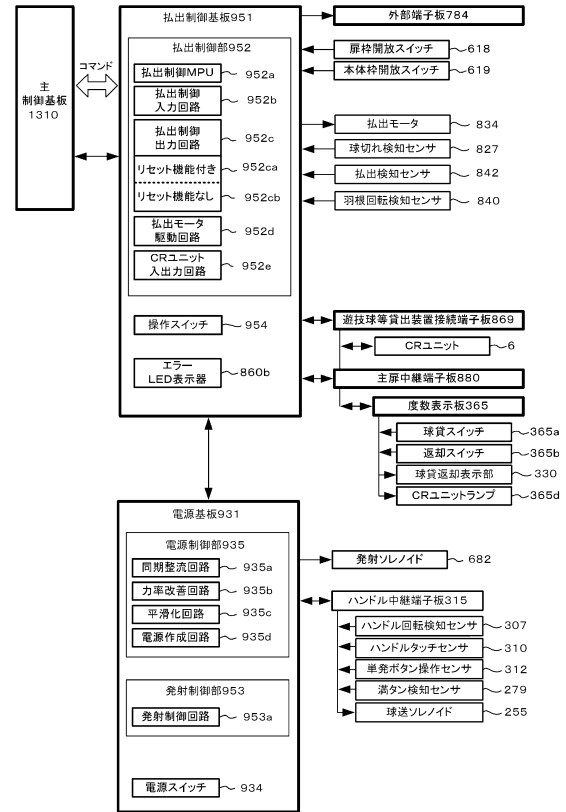 主
制御基板
1310
コマンド
払出制御基板951
払出制御部952
払出制御MPU
952a
払出制御
入力回路
952b
払出制御
出力回路
952c
リセット機能付き
952ca
リセット機能なし
952cb
払出モータ
駆動回路
952d
CRユニット
入出力回路
952e
操作スイッチ
954
エラー
LED表示器
860b
外部端子板784
扉枠開放スイッチ
618
本体枠開放スイッチ
619
払出モータ
834
球切れ検知センサ
827
払出検知センサ
842
羽根回転検知センサ
840
遊技球等貸出装置接続端子板869
CRユニット
6
主扉中継端子板880
度数表示板365
球貸スイッチ
365a
返却スイッチ
365b
球貸返却表示部
330
CRユニットランプ
365d
電源基板931
電源制御部935
同期整流回路
935a
力率改善回路
935b
平滑化回路
935c
電源作成回路
935d
発射制御部953
発射制御回路
953a
電源スイッチ
934
発射ソレノイド
682
ハンドル中継端子板315
ハンドル回転検知センサ
307
ハンドルタッチセンサ
310
単発ボタン操作センサ
312
満タン検知センサ
279
球送ソレノイド
255